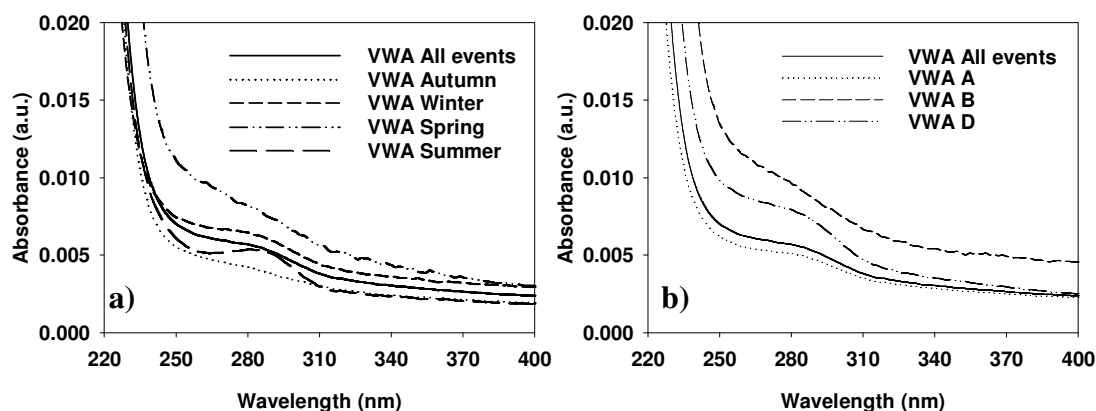 0.020
0.015
0.010
0.005
0.000
Absorbance (a.u.)
VWA All events
VWA Autumn
VWA Winter
VWA Spring
VWA Summer
a)
220 250 280 310 340 370 400
Wavelength (nm)
0.020
0.015
0.010
0.005
0.000
Absorbance (a.u.)
VWA All events
VWA A
VWA B
VWA D
b)
220 250 280 310 340 370 400
Wavelength (nm)